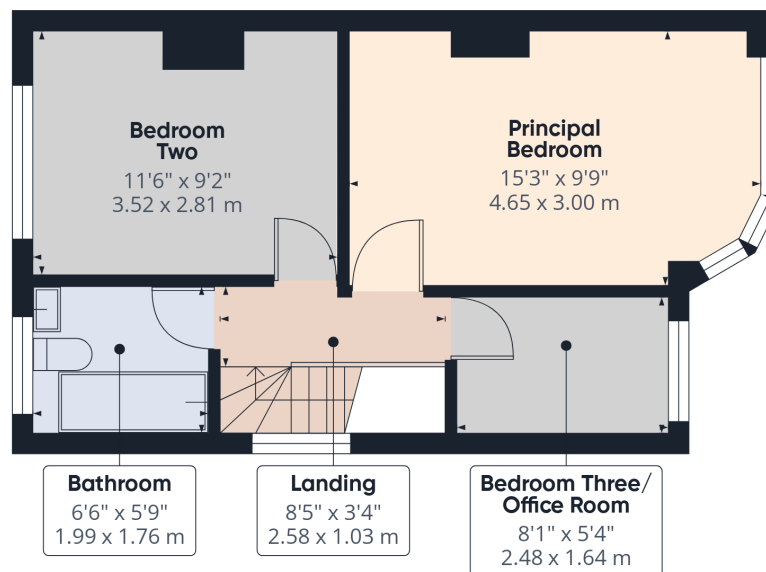 Bedroom
Two
11'6" x 9'2"
3.52 x 2.81 m
Principal
Bedroom
15'3" x 9'9"
4.65 x 3.00 m
Bathroom
6'6" x 5'9"
1.99 x 1.76 m
Landing
8'5" x 3'4"
2.58 x 1.03 m
Bedroom Three/
Office Room
8'1" x 5'4"
2.48 x 1.64 m